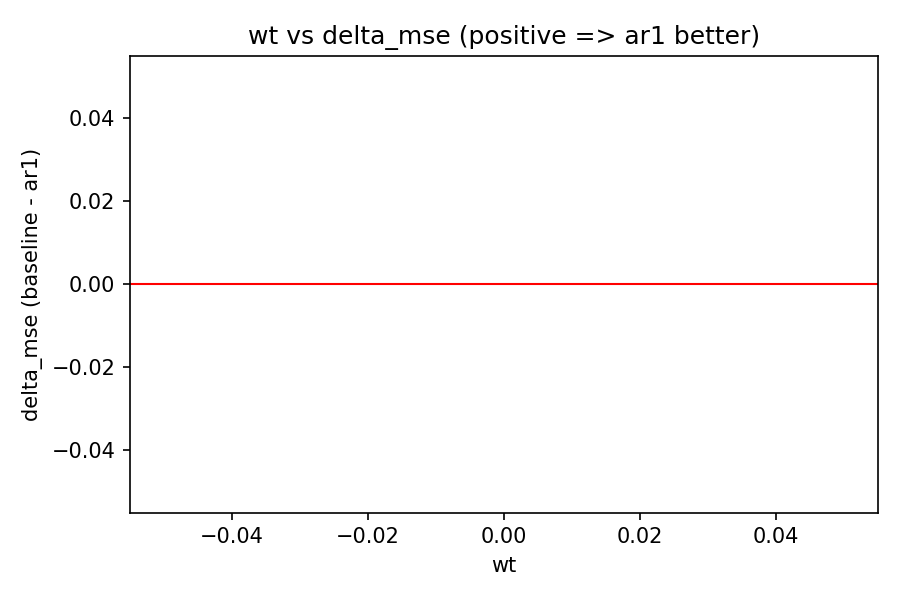 wt vs delta_mse (positive => ar1 better)
delta_mse (baseline - ar1)
0.04
0.02
0.00
−0.02
−0.04
−0.04 −0.02 0.00 0.02 0.04
wt